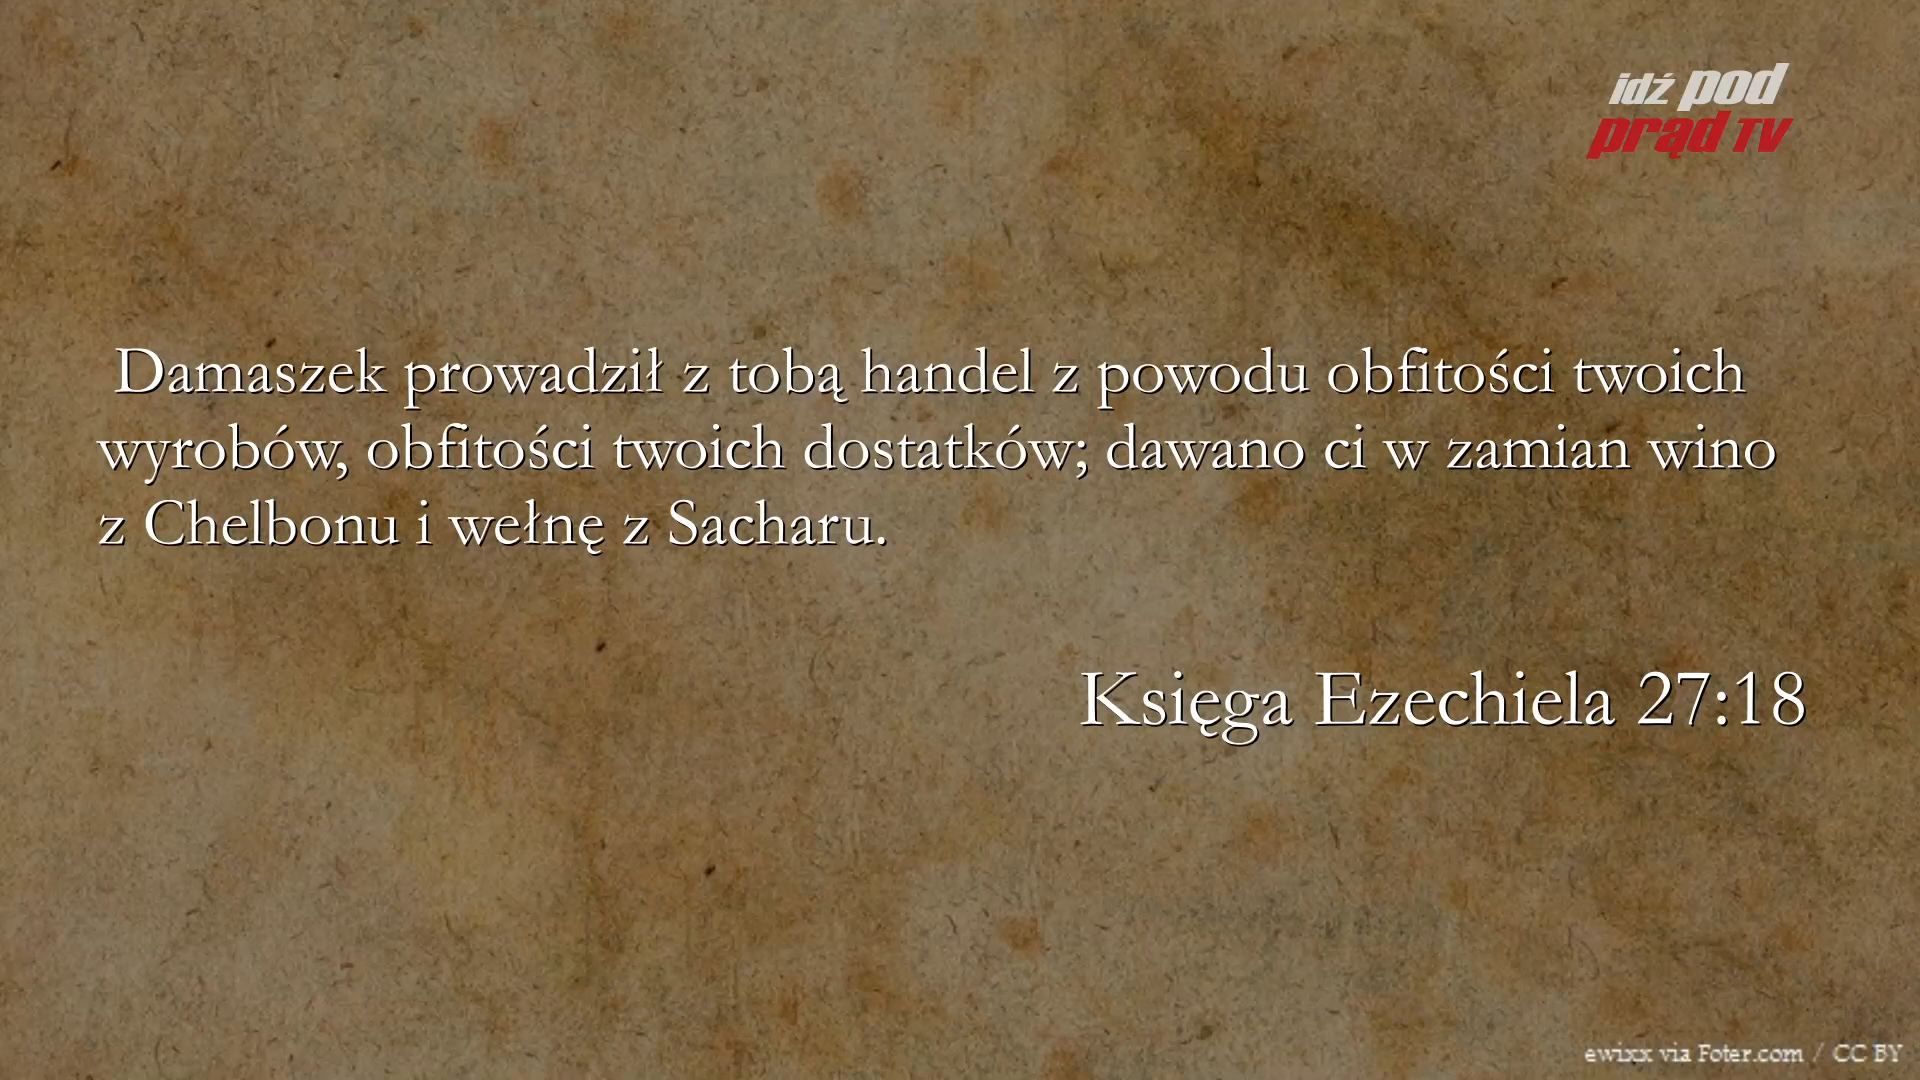 idź pod
prąd TV
Damaszek prowadził z tobą handel z powodu obfitości twoich
wyrobów, obfitości twoich dostatków; dawano ci w zamian wino
z Chelbonu i wełnę z Sacharu.
Księga Ezechiela 27:18
ewixx via Foter.com / CC BY